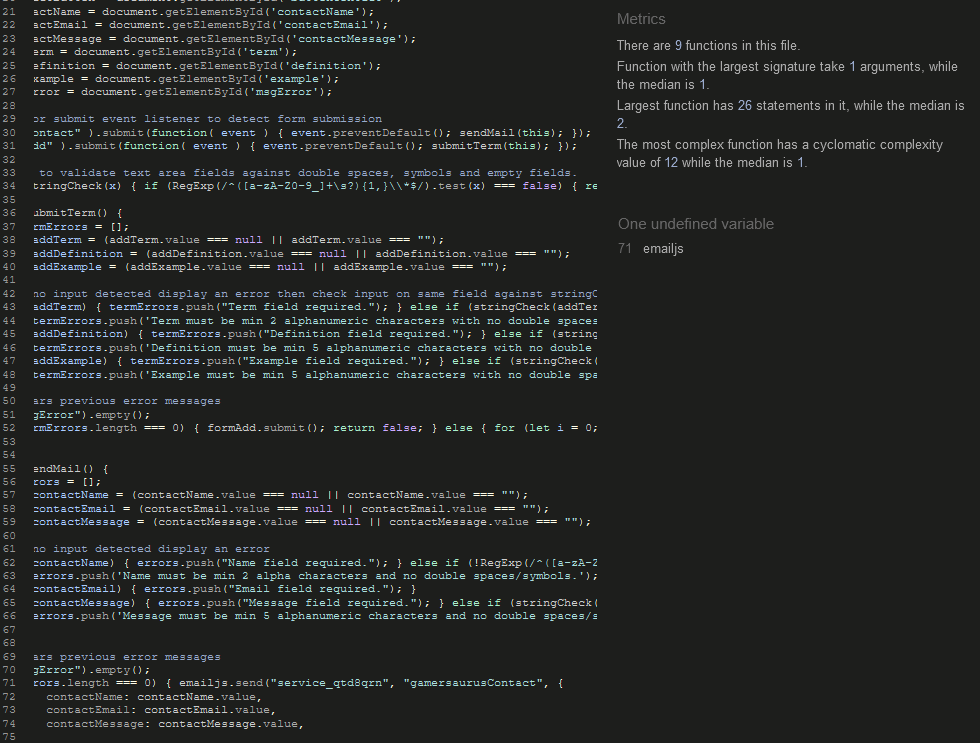 21 actName = document.getElementById('contactName');
22 actEmail = document.getElementById('contactEmail');
23 actMessage = document.getElementById('contactMessage');
24 erm = document.getElementById('term');
25 efinition = document.getElementById('definition');
26 xample = document.getElementById('example');
27 rror = document.getElementById('msgError');
28
29 or submit event listener to detect form submission
30 ontact" ).submit(function( event ) { event.preventDefault(); sendMail(this); });
31 dd" ).submit(function( event ) { event.preventDefault(); submitTerm(this); });
32
33 to validate text area fields against double spaces, symbols and empty fields.
34 tringCheck(x) { if (RegExp(/^([a-zA-Z0-9_]+\s?){1,}\\*$/).test(x) === false) { re
35
36 ubmitTerm() {
37 rmErrors = [];
38 addTerm = (addTerm.value === null || addTerm.value === "");
39 addDefinition = (addDefinition.value === null || addDefinition.value === "");
40 addExample = (addExample.value === null || addExample.value === "");
41
42 no input detected display an error then check input on same field against stringC
43 addTerm) { termErrors.push("Term field required."); } else if (stringCheck(addTer
44 termErrors.push('Term must be min 2 alphanumeric characters with no double spaces
45 addDefinition) { termErrors.push("Definition field required."); } else if (string
46 termErrors.push('Definition must be min 5 alphanumeric characters with no double
47 addExample) { termErrors.push("Example field required."); } else if (stringCheck(
48 termErrors.push('Example must be min 5 alphanumeric characters with no double spa
49
50 ars previous error messages
51 gError").empty();
52 rmErrors.length === 0) { formAdd.submit(); return false; } else { for (let i = 0;
53
54
55 endMail() {
56 rors = [];
57 contactName = (contactName.value === null || contactName.value === "");
58 contactEmail = (contactEmail.value === null || contactEmail.value === "");
59 contactMessage = (contactMessage.value === null || contactMessage.value === "");
60
61 no input detected display an error
62 contactName) { errors.push("Name field required."); } else if (!RegExp(/^([a-zA-Z
63 errors.push('Name must be min 2 alpha characters and no double spaces/symbols.');
64 contactEmail) { errors.push("Email field required."); }
65 contactMessage) { errors.push("Message field required."); } else if (stringCheck(
66 errors.push('Message must be min 5 alphanumeric characters and no double spaces/s
67
68
69 ars previous error messages
70 gError").empty();
71 rors.length === 0) { emailjs.send("service_qtd8qrn", "gamersaurusContact", {
72 contactName: contactName.value,
73 contactEmail: contactEmail.value,
74 contactMessage: contactMessage.value,
75
Metrics
There are 9 functions in this file.
Function with the largest signature take 1 arguments, while
the median is 1.
Largest function has 26 statements in it, while the median is
2.
The most complex function has a cyclomatic complexity
value of 12 while the median is 1.
One undefined variable
71 emailjs